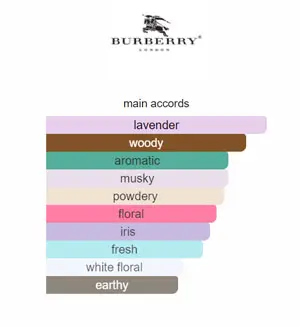 BURBERRY®
LONDON
main accords
lavender
woody
aromatic
musky
powdery
floral
iris
fresh
white floral
earthy